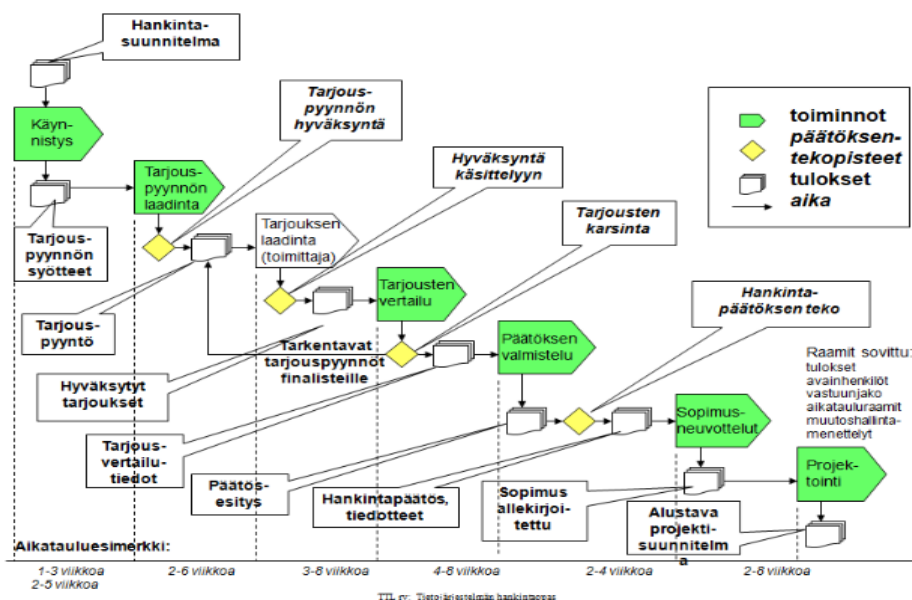 Hankinta-
suunnitelma
Käyn-
nistys
Tarjous-
pyynnön
syötteet
Tarjous-
pyynnön
laadinta
Tarjous-
pyynnön
hyväksyntä
Tarjous-
pyyntö
Tarjouksen
laadinta
(toimittaja)
Hyväksyntä
käsittelyyn
Hyväksytyt
tarjoukset
Tarjousten
vertailu
Tarjousten
karsinta
Tarkentavat
tarjouspyynnöt
finalisteille
Tarjous-
vertailu-
tiedot
Päätöksen
valmistelu
Päätös-
esitys
Hankinta-
päätöksen teko
Hankintapäätös,
tiedotteet
Sopimus-
neuvottelut
Sopimus
allekirjoi-
tettu
Raamit sovittu:
tulokset
avainhenkilöt
vastuunjako
aikatauluraamit
muutoshallinta-
menettelyt
Projek-
tointi
Alustava
projekti-
suunnitelm
a
toiminnot
päätöksen-
tekopisteet
tulokset
aika
Aikatauluesimerkki:
1-3 viikkoa
2-5 viikkoa
2-6 viikkoa
3-8 viikkoa
4-8 viikkoa
2-4 viikkoa
2-8 viikkoa
TTL ry: Tietojärjestelmän hankintaopas